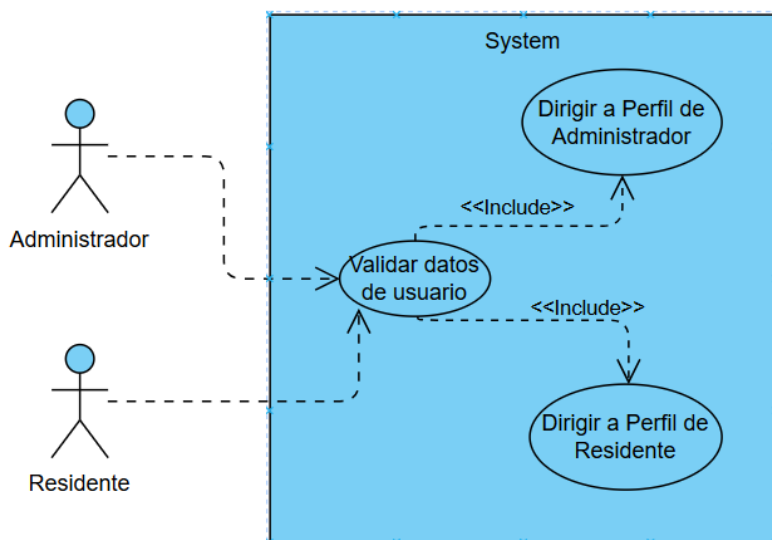 System
Dirigir a Perfil de
Administrador
<<Include>>
Administrador
Validar datos
de usuario
<<Include>>
Dirigir a Perfil de
Residente
Residente